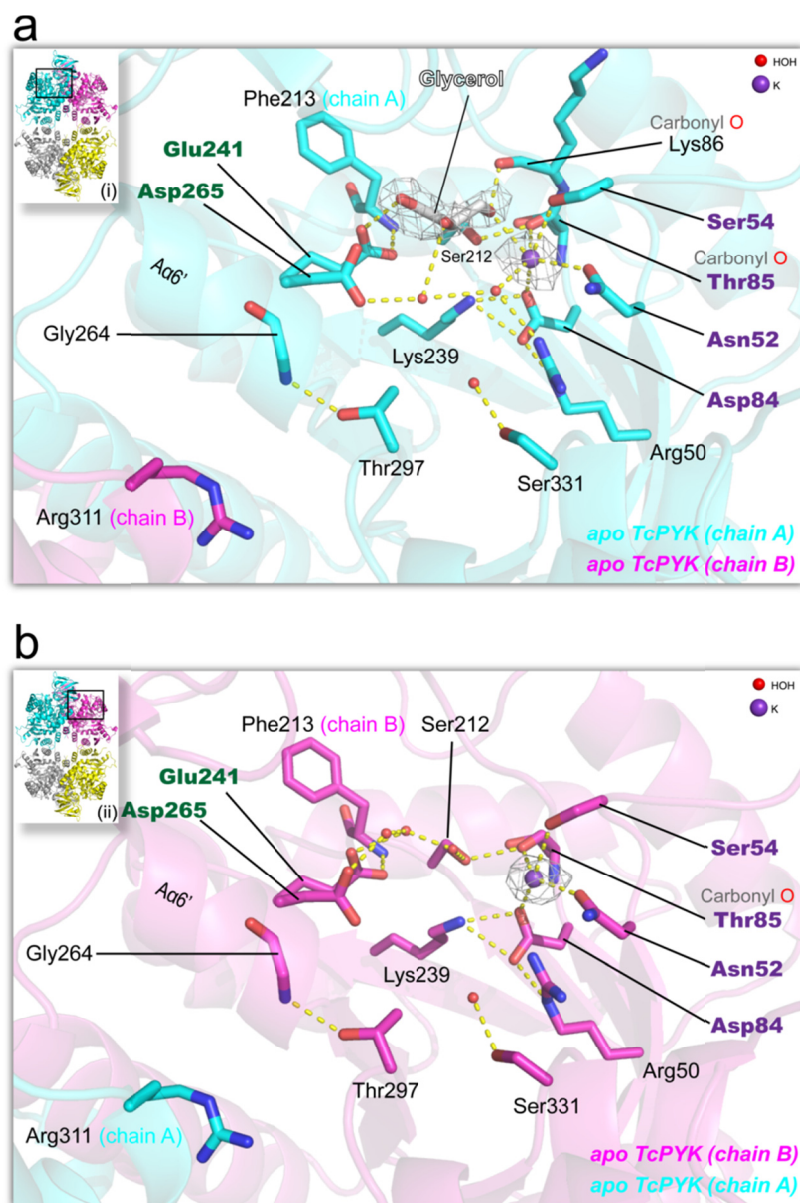 a
HOH
K
(i)
Phe213 (chain A)
Glycerol
Carbonyl O
Lys86
Glu241
Asp265
Ser54
Ser212
Carbonyl O
Thr85
Aα6'
Gly264
Lys239
Asn52
Asp84
Thr297
Ser331
Arg50
Arg311 (chain B)
apo TcPYK (chain A)
apo TcPYK (chain B)
b
HOH
K
(ii)
Phe213 (chain B)
Ser212
Glu241
Asp265
Ser54
Carbonyl O
Thr85
Aα6'
Gly264
Lys239
Asn52
Asp84
Thr297
Ser331
Arg50
Arg311 (chain A)
apo TcPYK (chain B)
apo TcPYK (chain A)